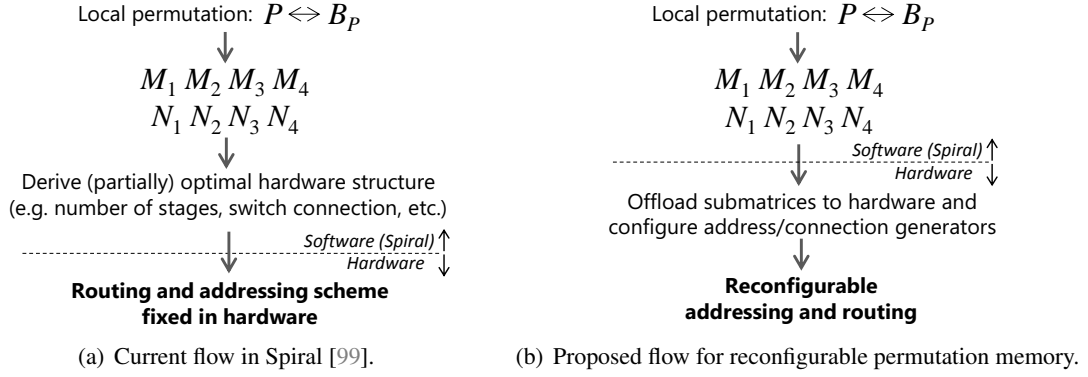 Local permutation: P ⇔ B_P
M_1 M_2 M_3 M_4
N_1 N_2 N_3 N_4
Derive (partially) optimal hardware structure
(e.g. number of stages, switch connection, etc.)
Software (Spiral)
Hardware
Routing and addressing scheme
fixed in hardware
(a) Current flow in Spiral [99].
Local permutation: P ⇔ B_P
M_1 M_2 M_3 M_4
N_1 N_2 N_3 N_4
Software (Spiral)
Hardware
Offload submatrices to hardware and
configure address/connection generators
Reconfigurable
addressing and routing
(b) Proposed flow for reconfigurable permutation memory.